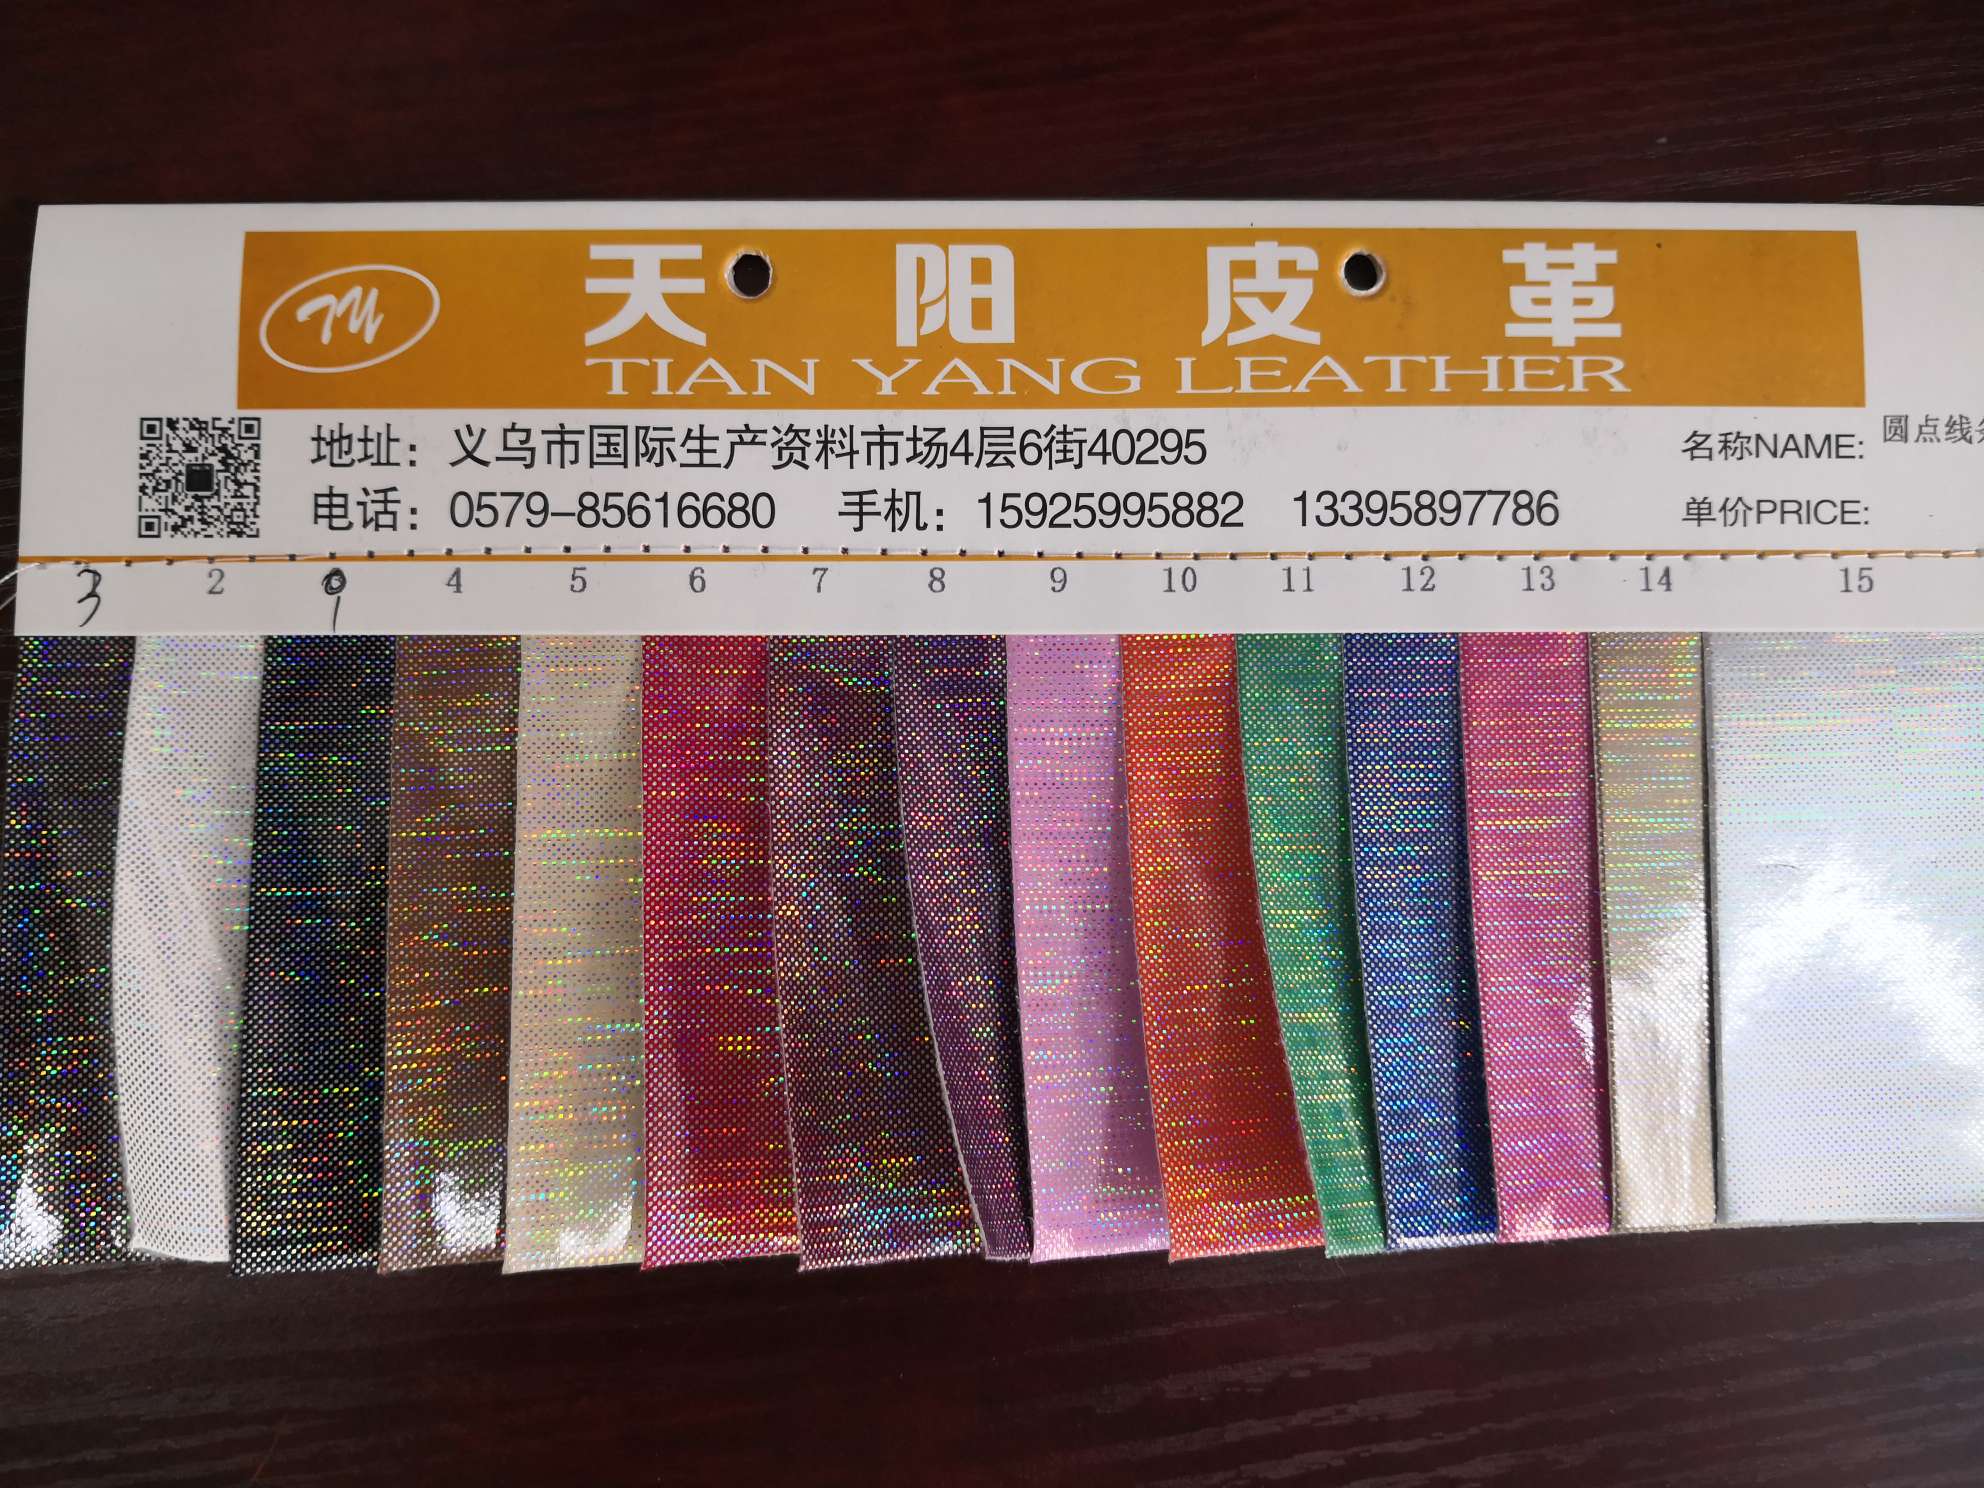 TY
天阳皮革
TIAN YANG LEATHER
地址：义乌市国际生产资料市场4层6街40295
名称NAME: 圆点线
电话：0579-85616680 手机：15925995882 13395897786
单价PRICE:
3 2 1 4 5 6 7 8 9 10 11 12 13 14 15